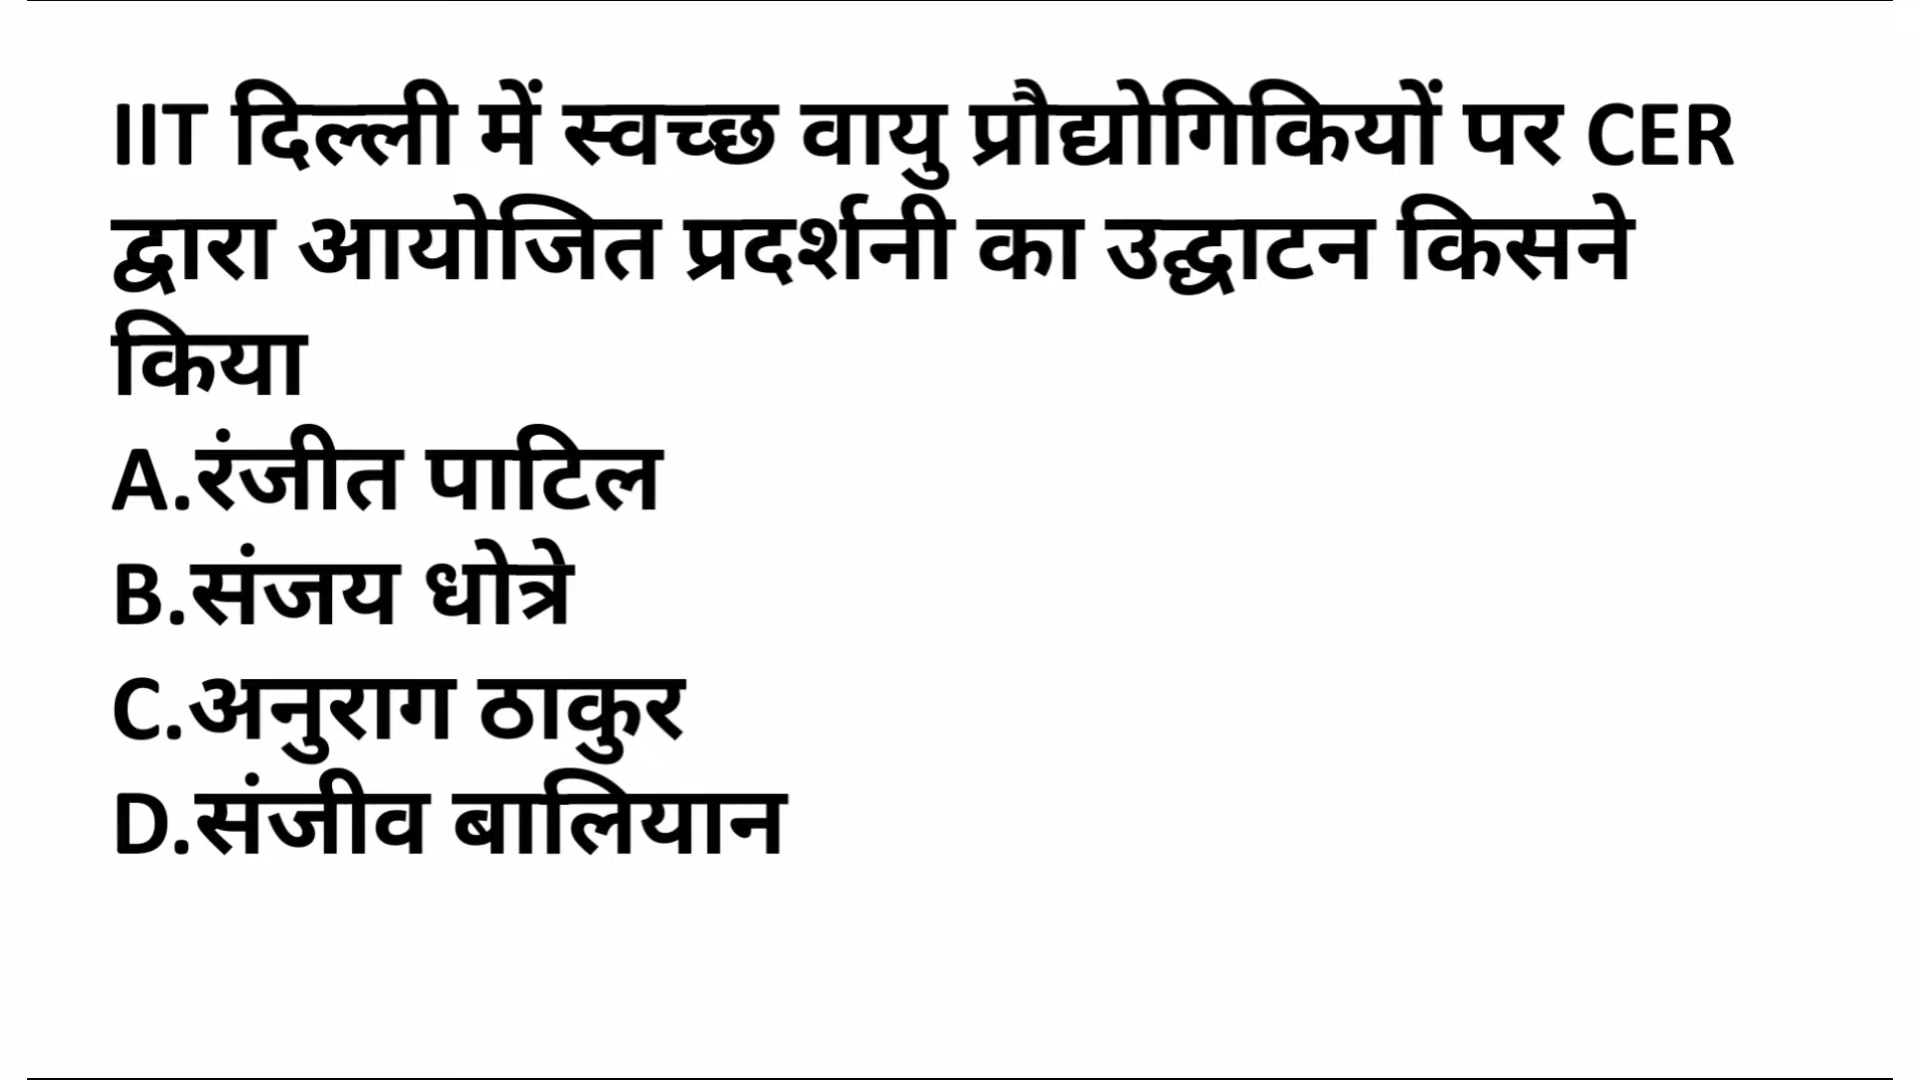 IIT दिल्ली में स्वच्छ वायु प्रौद्योगिकियों पर CER
द्वारा आयोजित प्रदर्शनी का उद्घाटन किसने
किया
A.रंजीत पाटिल
B.संजय धोत्रे
C.अनुराग ठाकुर
D.संजीव बालियान